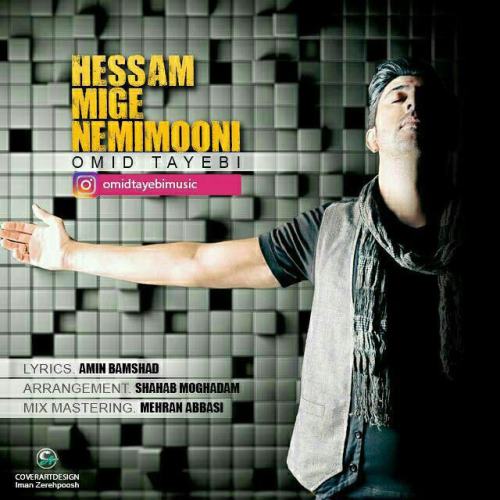 HESSAM
MIGE
NEMIMOONI
OMID TAYEBI
omidtayebimusic
LYRICS. AMIN BAMSHAD
ARRANGEMENT. SHAHAB MOGHADAM
MIX MASTERING. MEHRAN ABBASI
COVERARTDESIGN
Iman Zerehpoosh